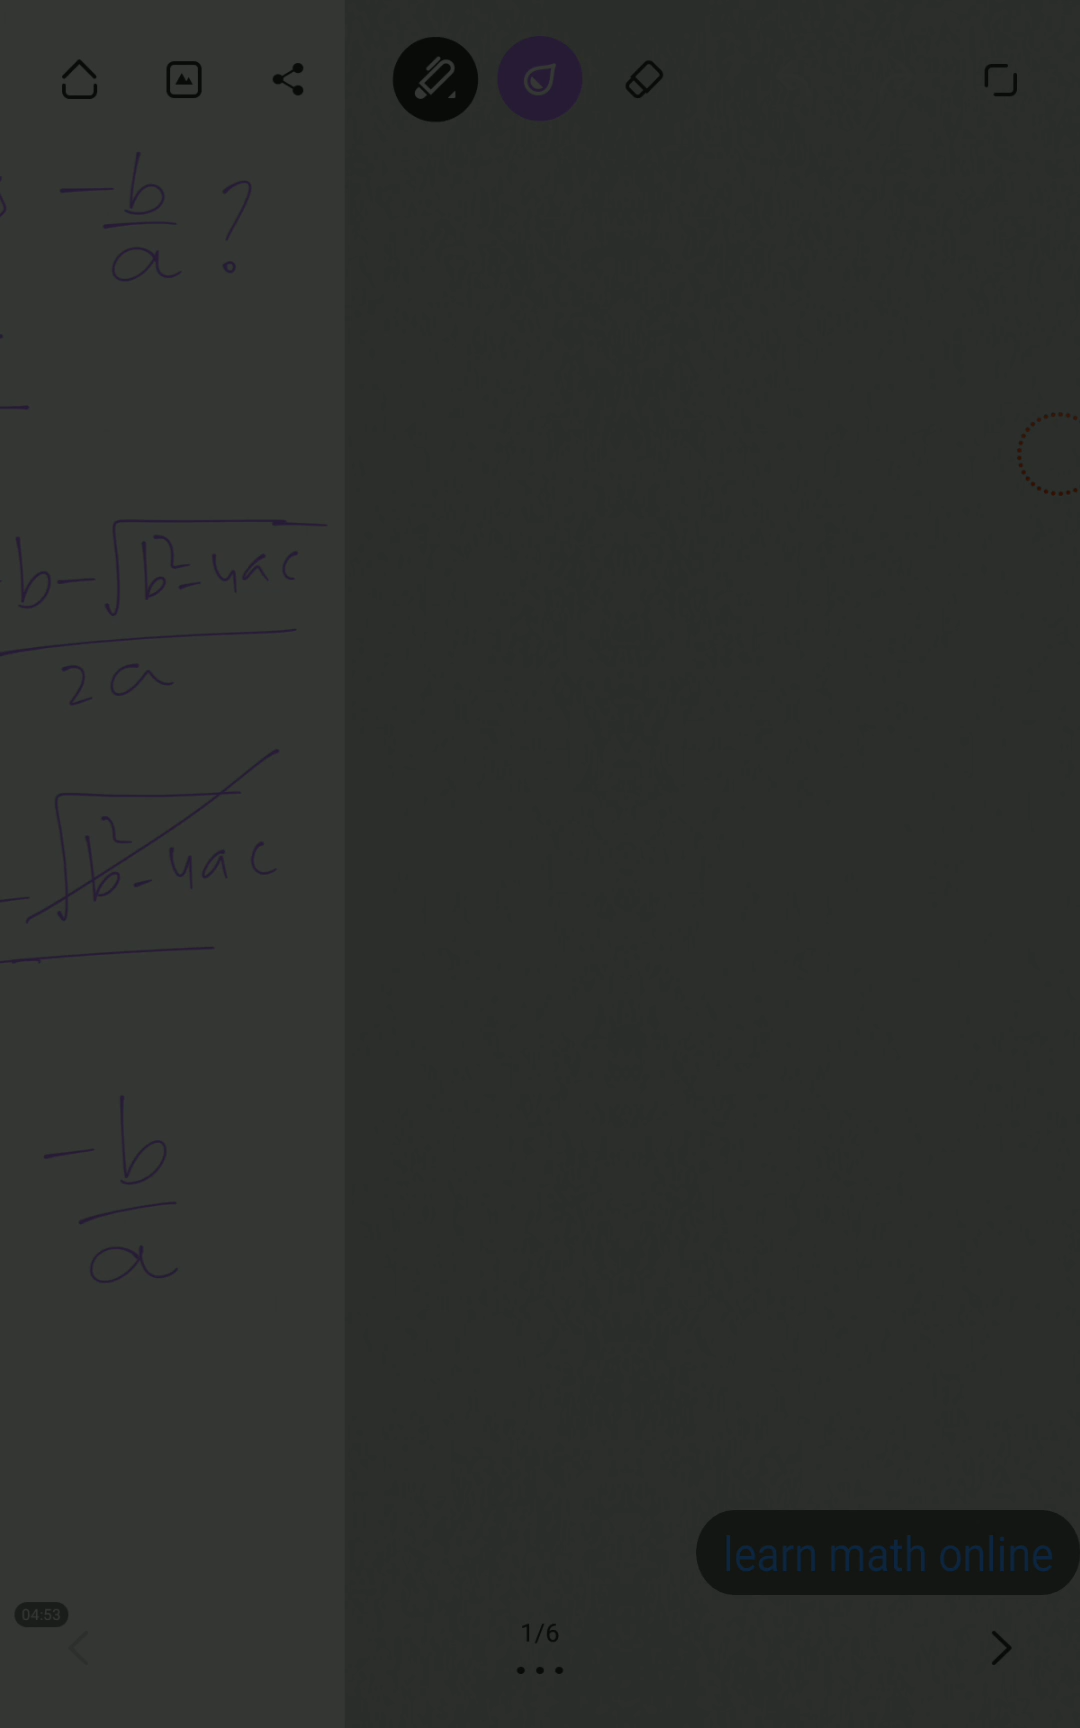 -b/a ?
b-√b²-4ac
2a
-√b²-4ac
-b
a
learn math online
04:53
1/6